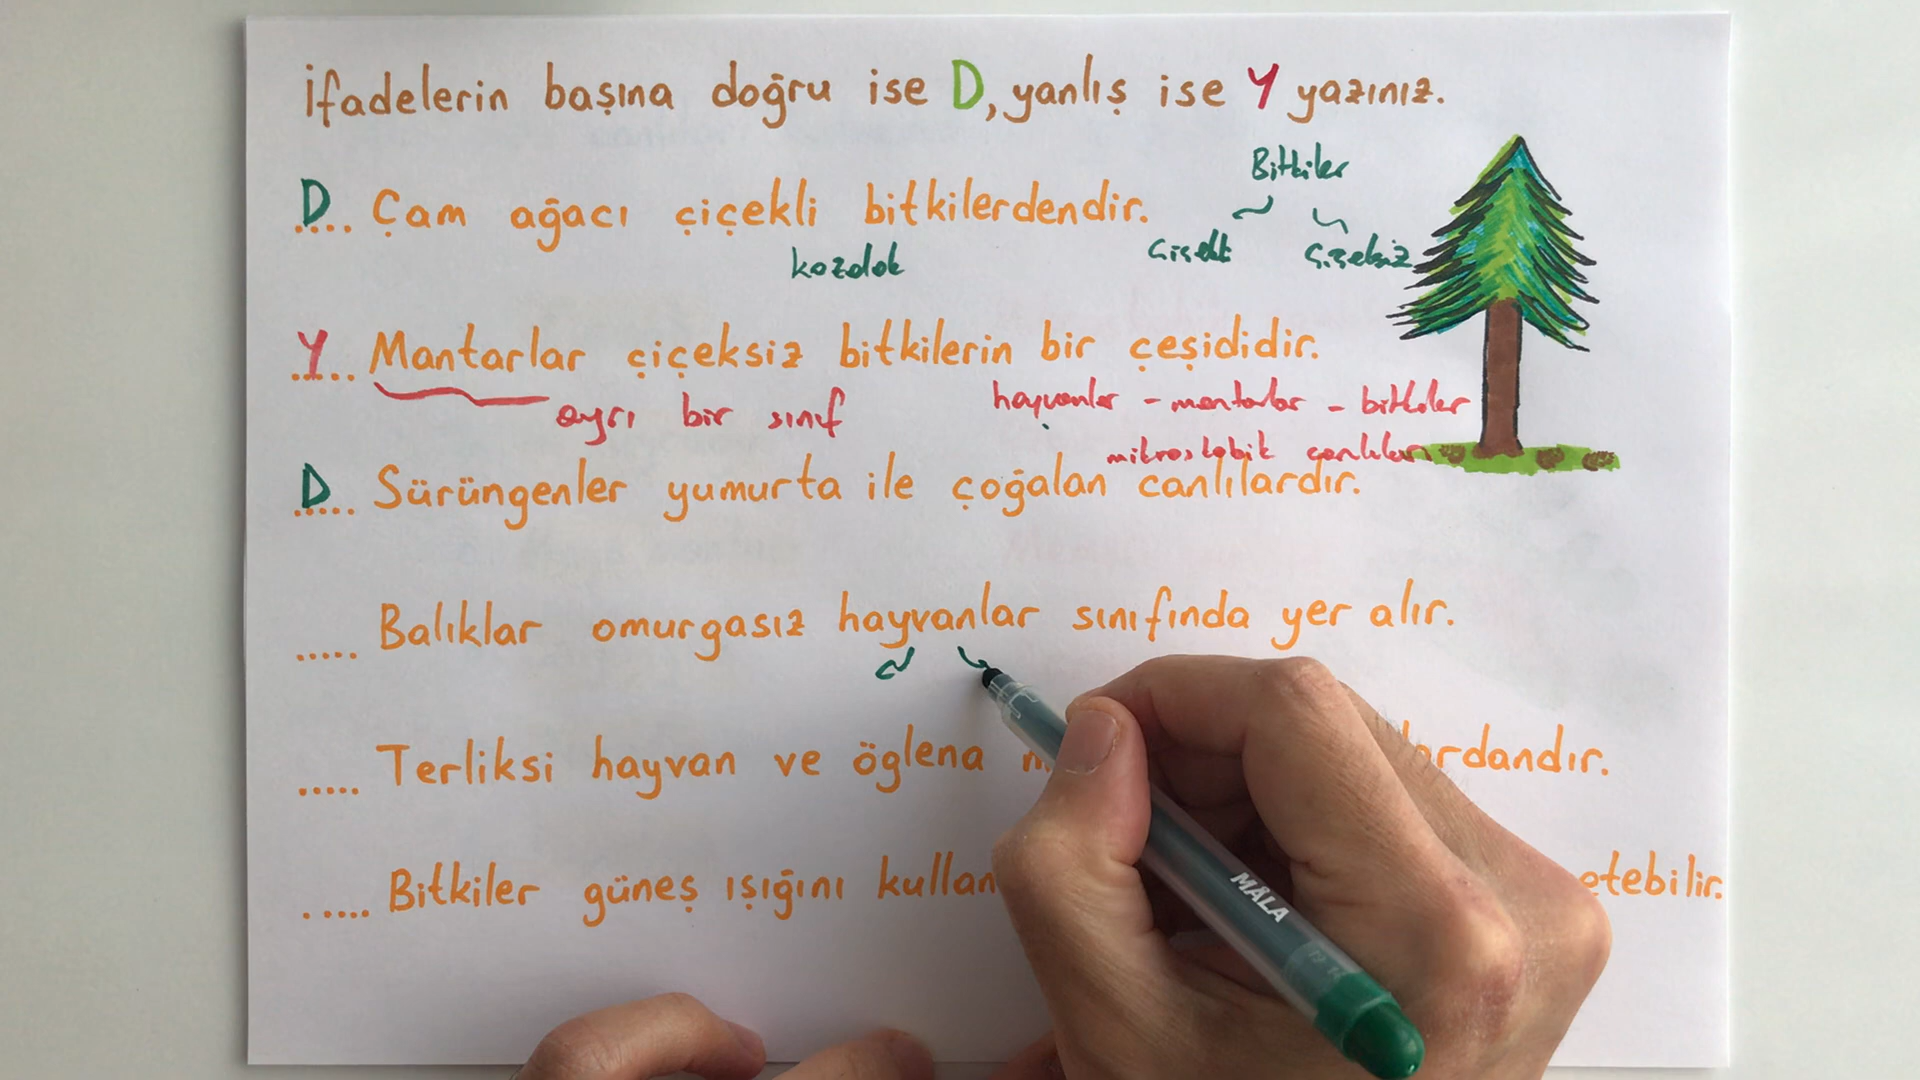 İfadelerin başına doğru ise D, yanlış ise Y yazınız.
Bitkiler
D.... Çam ağacı çiçekli bitkilerdendir.
kozalak
Çiçekli Çiçeksiz
Y.... Mantarlar çiçeksiz bitkilerin bir çeşididir.
ayrı bir sınıf
hayvanlar - mantarlar - bitkiler
mikroskobik canlılar
D..... Sürüngenler yumurta ile çoğalan canlılardır.
..... Balıklar omurgasız hayvanlar sınıfında yer alır.
..... Terliksi hayvan ve öglena
..... Bitkiler güneş ışığını
MÅLA